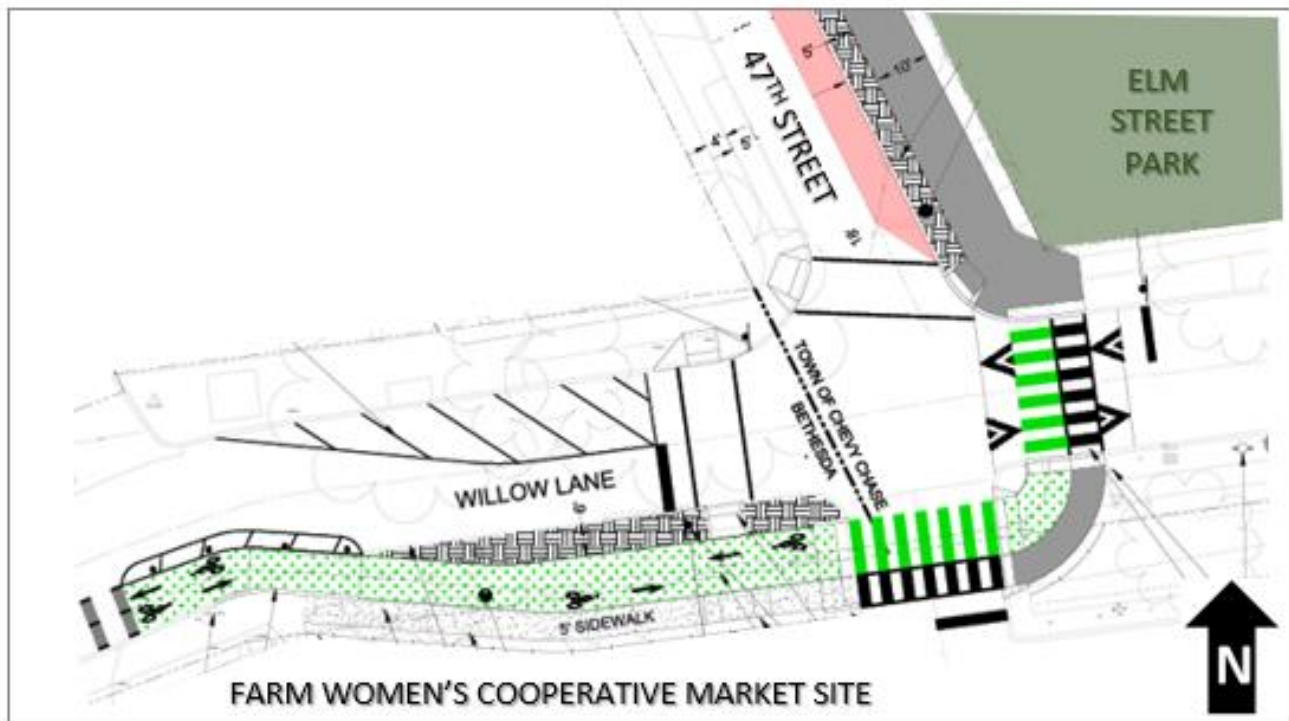 ELM
STREET
PARK
47TH STREET
5'
10'
4'
5'
18'
TOWN OF CHEVY CHASE
BETHESDA
WILLOW LANE
5' SIDEWALK
FARM WOMEN'S COOPERATIVE MARKET SITE
N